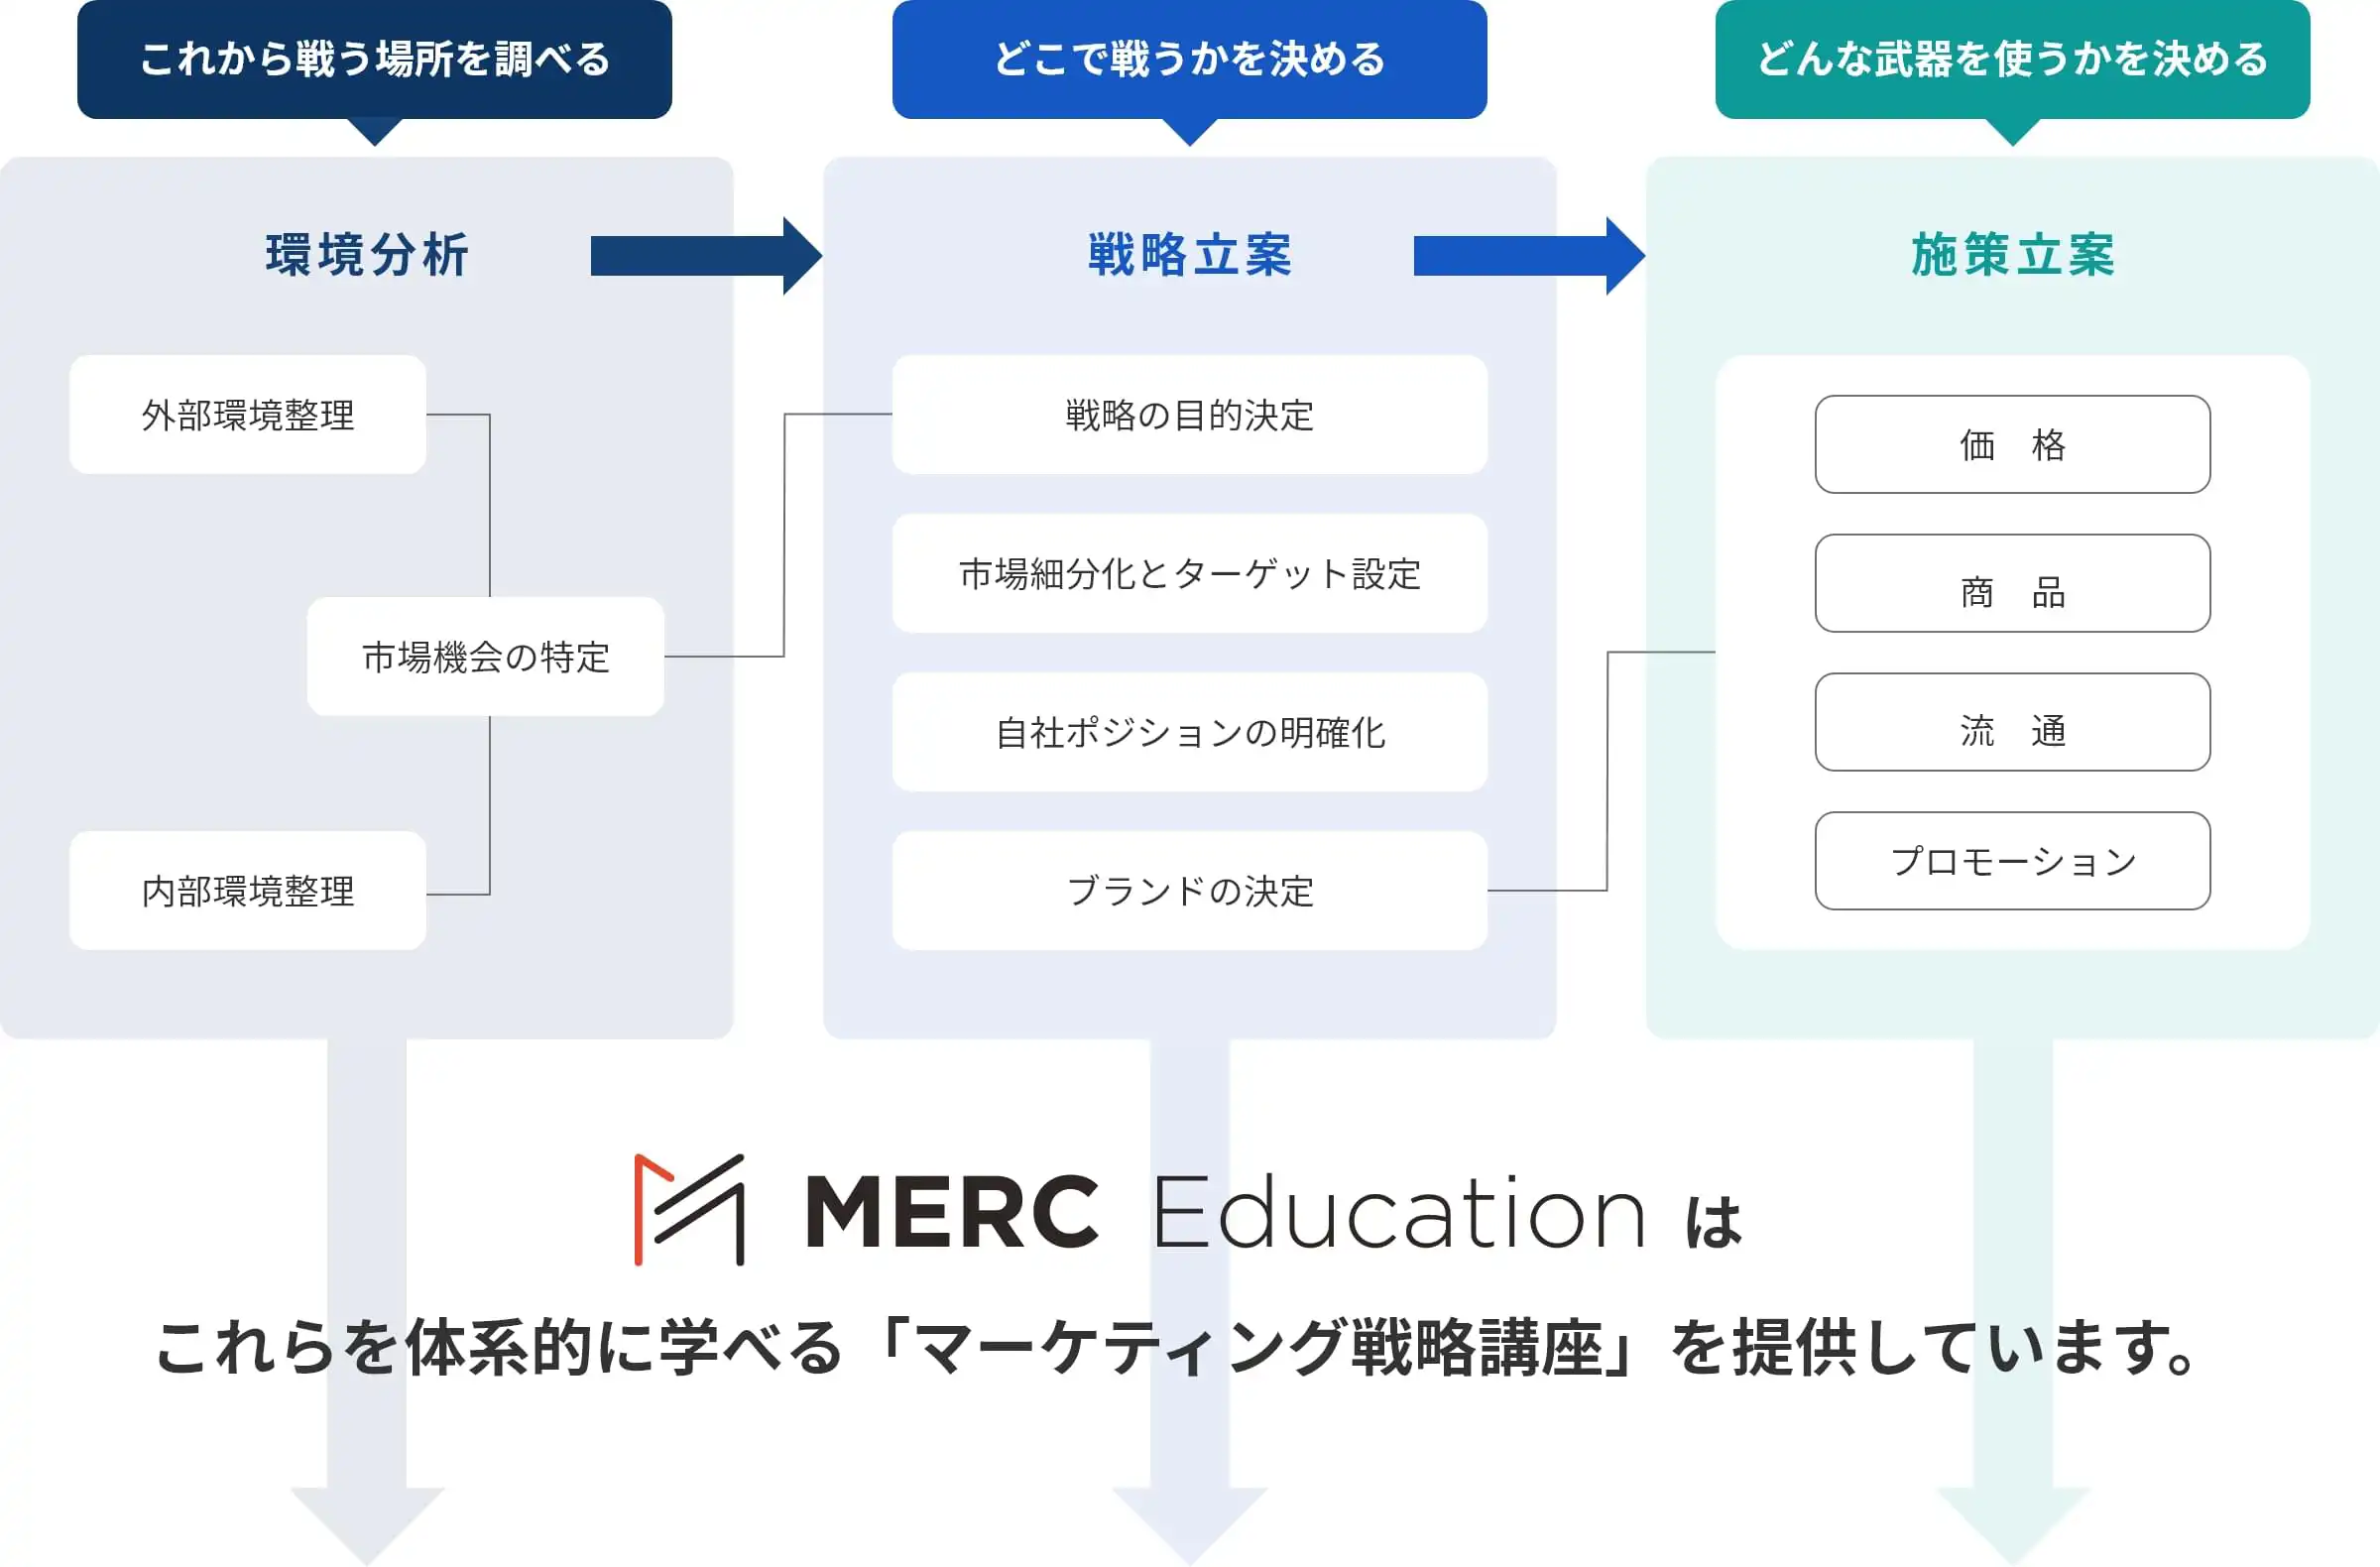 これから戦う場所を調べる
どこで戦うかを決める
どんな武器を使うかを決める
環境分析
戦略立案
施策立案
外部環境整理
市場機会の特定
内部環境整理
戦略の目的決定
市場細分化とターゲット設定
自社ポジションの明確化
ブランドの決定
価　格
商　品
流　通
プロモーション
MERC Education は
これらを体系的に学べる「マーケティング戦略講座」を提供しています。